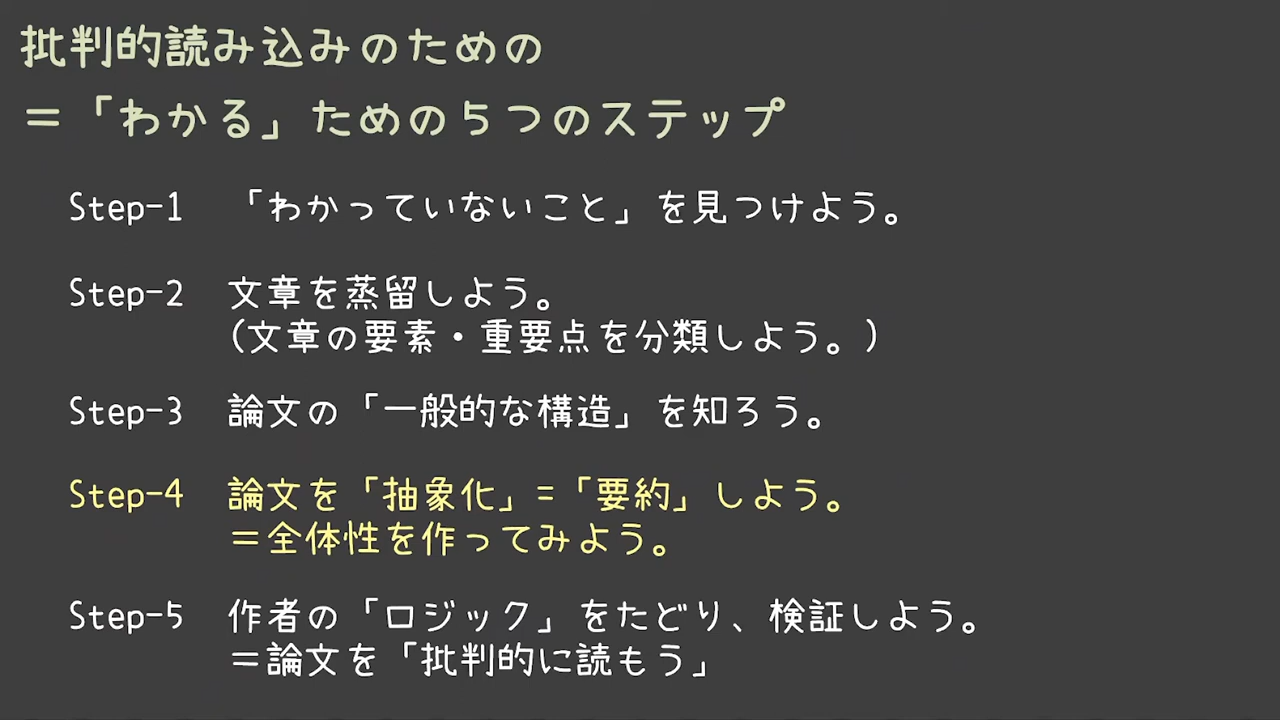 批判的読み込みのための
＝「わかる」ための５つのステップ
Step-1 「わかっていないこと」を見つけよう。
Step-2 文章を蒸留しよう。
(文章の要素・重要点を分類しよう。)
Step-3 論文の「一般的な構造」を知ろう。
Step-4 論文を「抽象化」=「要約」しよう。
＝全体性を作ってみよう。
Step-5 作者の「ロジック」をたどり、検証しよう。
＝論文を「批判的に読もう」